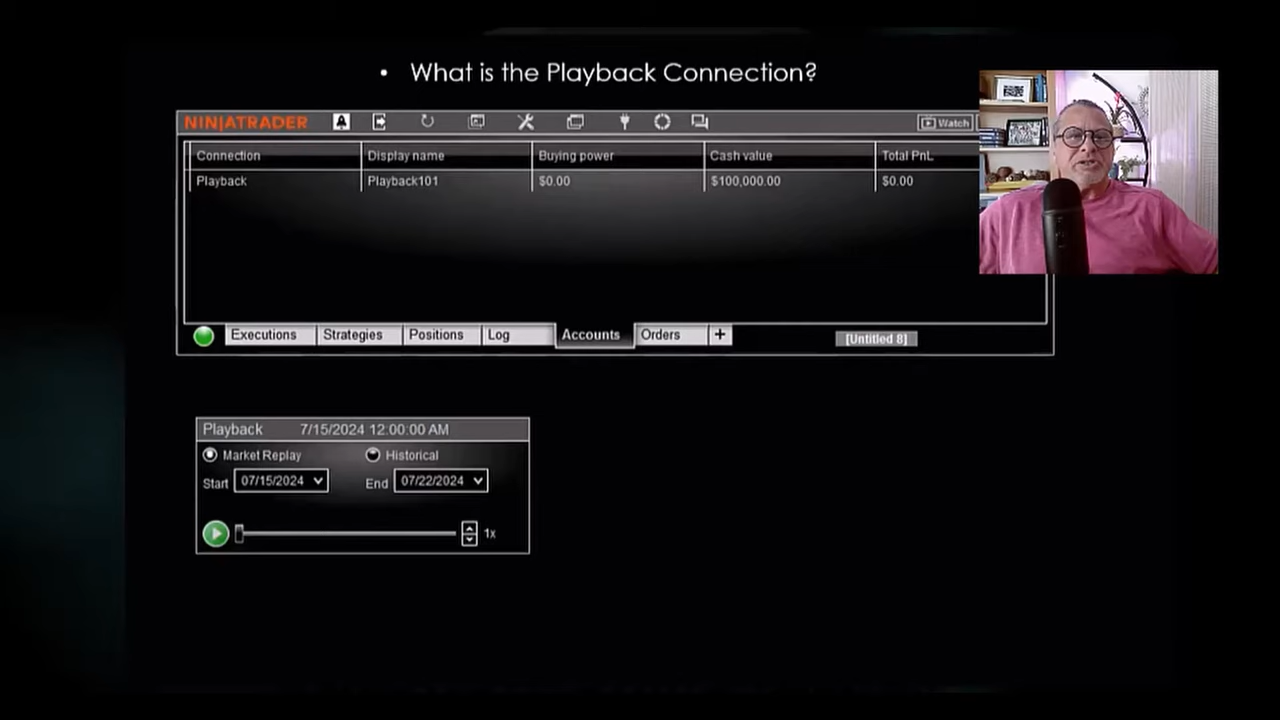 • What is the Playback Connection?
NINJATRADER
Watch
Connection Display name Buying power Cash value Total PnL
Playback Playback101 $0.00 $100,000.00 $0.00
Executions Strategies Positions Log Accounts Orders + [Untitled 8]
Playback 7/15/2024 12:00:00 AM
Market Replay Historical
Start 07/15/2024 End 07/22/2024
1x